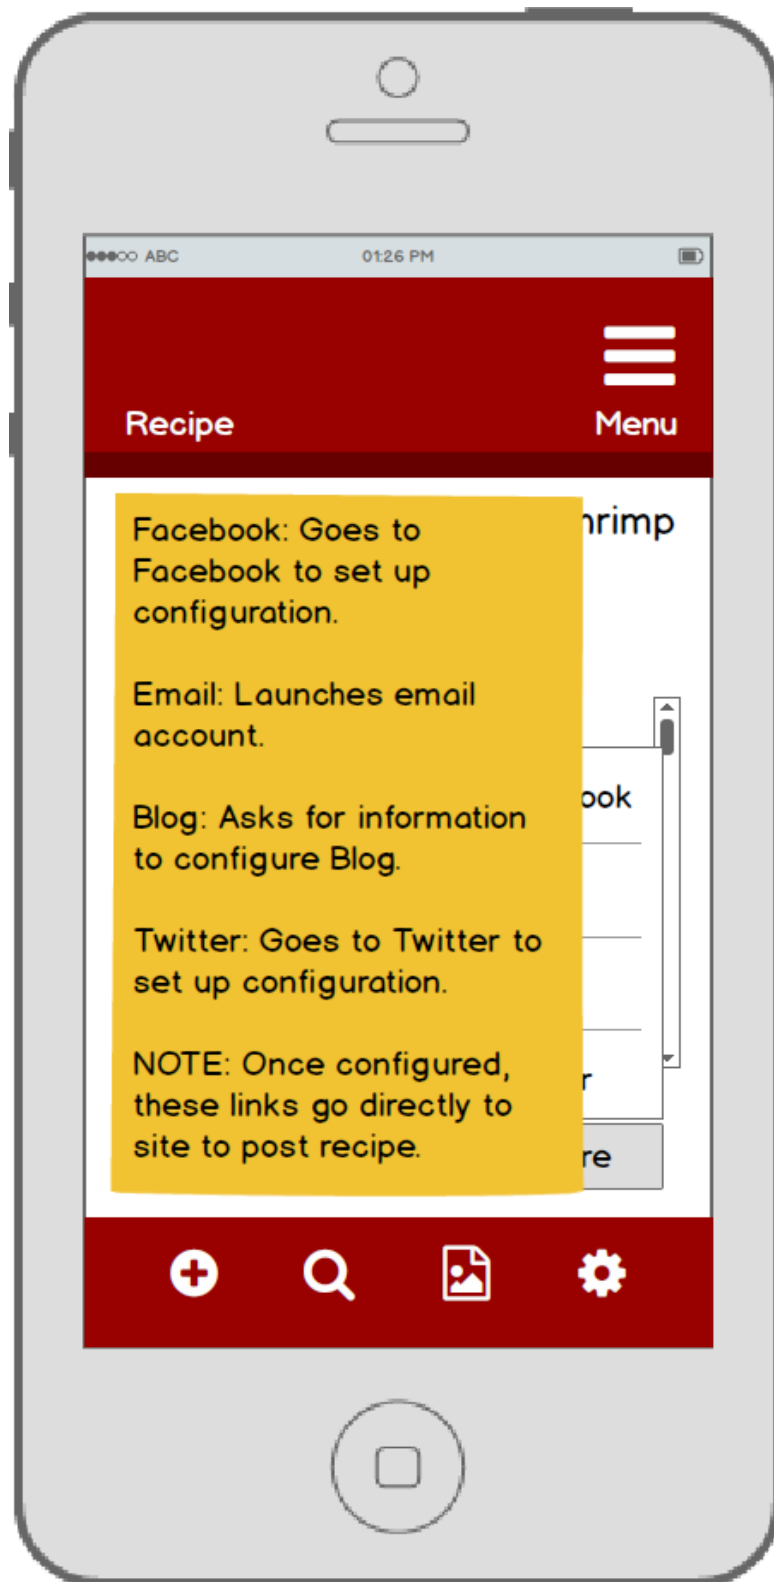 ABC 01:26 PM
Recipe Menu
hrimp
Facebook: Goes to
Facebook to set up
configuration.
Email: Launches email
account.
ook
Blog: Asks for information
to configure Blog.
Twitter: Goes to Twitter to
set up configuration.
NOTE: Once configured,
r
these links go directly to
site to post recipe.
re